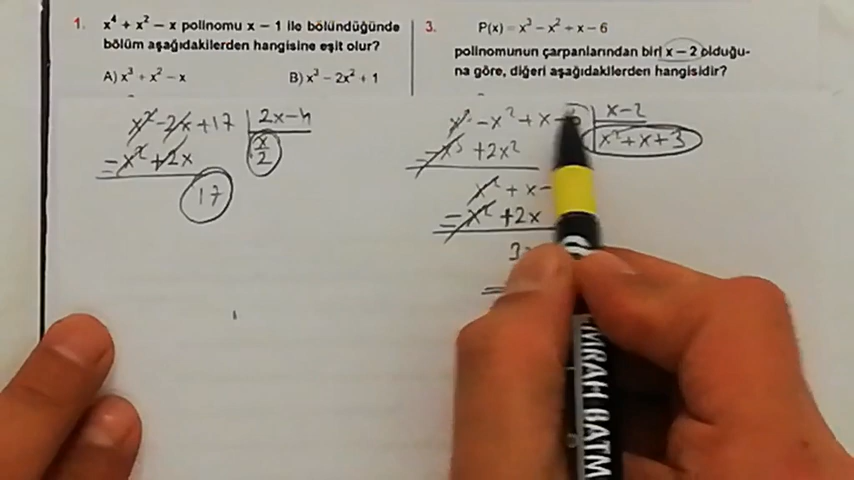 1. x⁴ + x² − x polinomu x − 1 ile bölündüğünde
bölüm aşağıdakilerden hangisine eşit olur?
A) x³ + x² − x B) x³ − 2x² + 1
x² - 2x + 17 2x - 4
- x² + 2x x/2
17
3. P(x) = x³ − x² + x − 6
polinomunun çarpanlarından biri x − 2 olduğu-
na göre, diğeri aşağıdakilerden hangisidir?
- x² + x - x - 2
- x³ + 2x² x² + x + 3
x² + x -
- x² + 2x
3
-
MRAH BATM